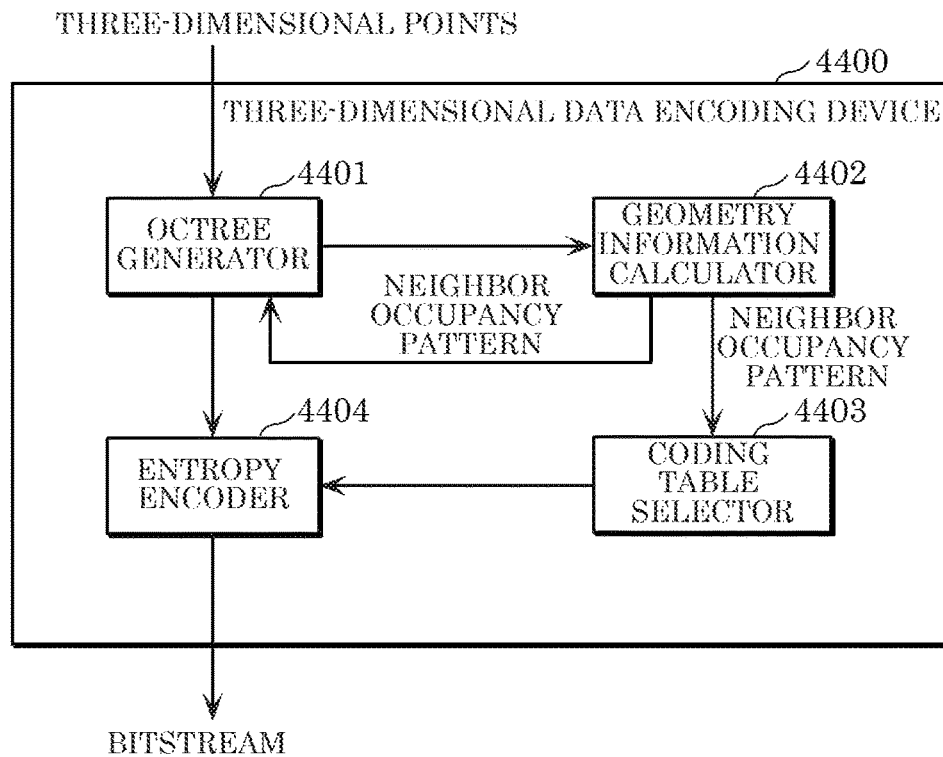 THREE-DIMENSIONAL POINTS
4400
THREE-DIMENSIONAL DATA ENCODING DEVICE
4401
OCTREE
GENERATOR
4402
GEOMETRY
INFORMATION
CALCULATOR
NEIGHBOR
OCCUPANCY
PATTERN
NEIGHBOR
OCCUPANCY
PATTERN
4404
ENTROPY
ENCODER
4403
CODING
TABLE
SELECTOR
BITSTREAM